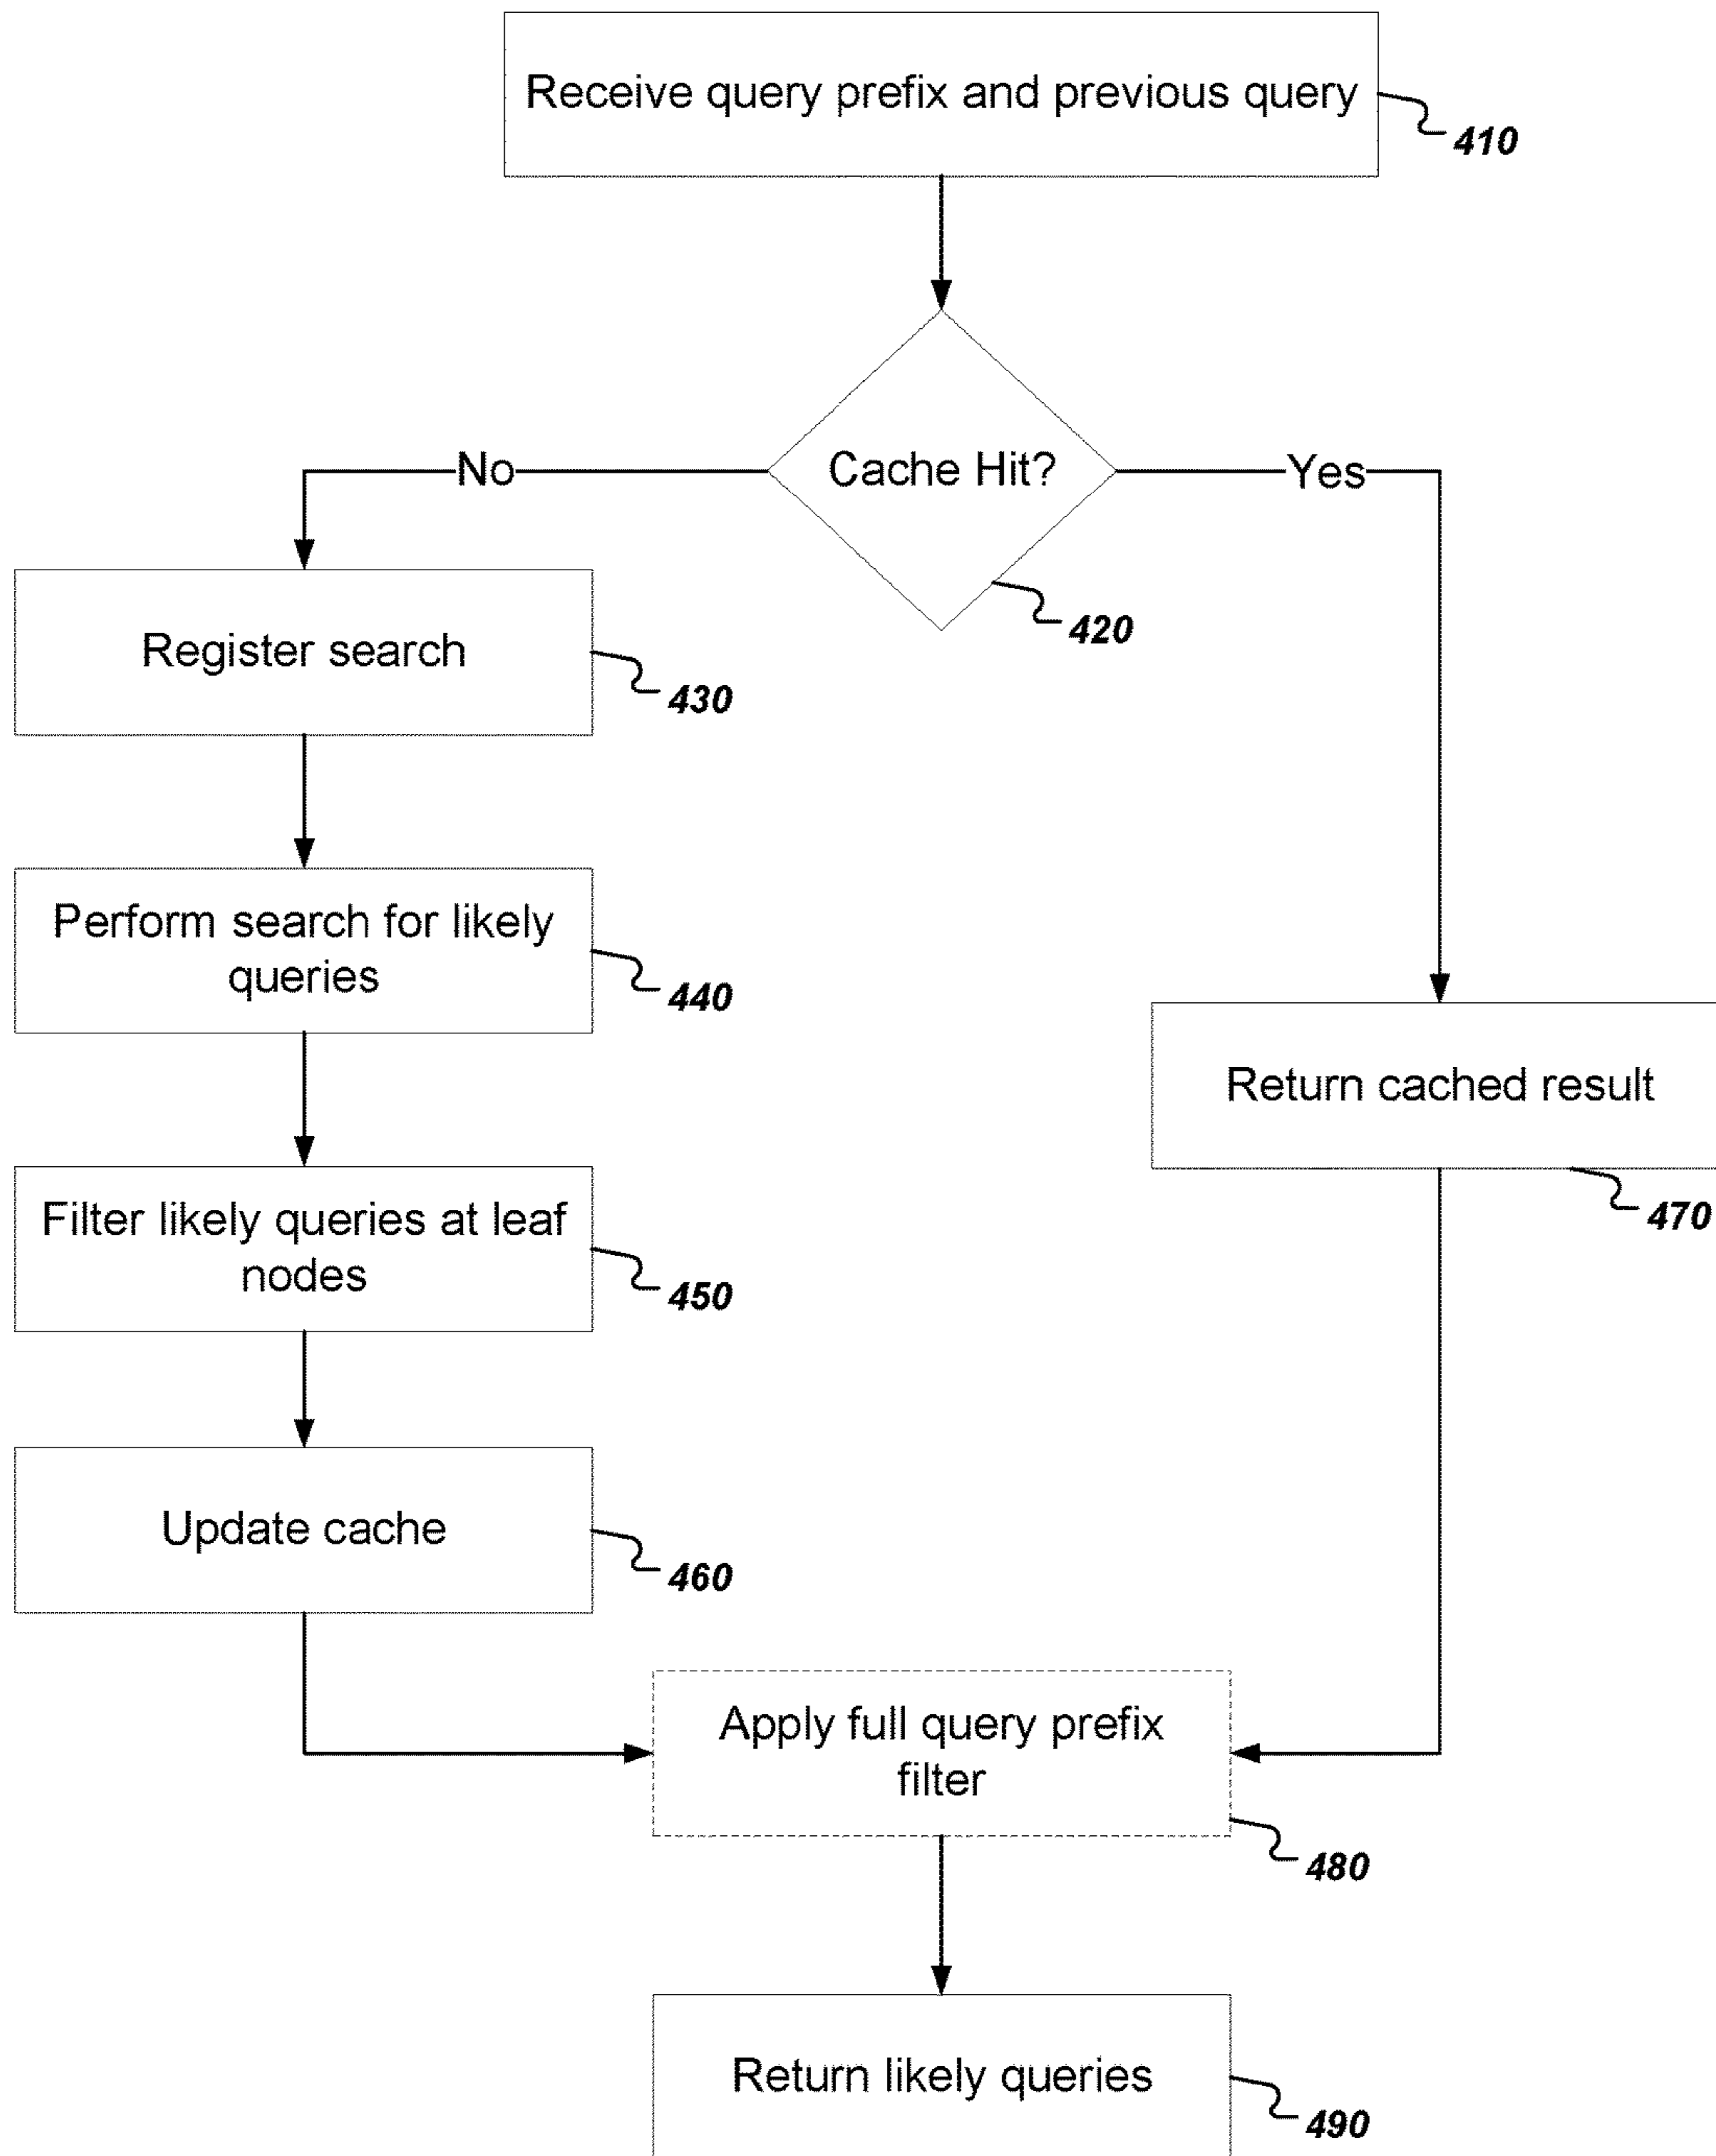 Receive query prefix and previous query
410
Cache Hit?
No
Yes
420
Register search
430
Perform search for likely
queries
440
Return cached result
470
Filter likely queries at leaf
nodes
450
Update cache
460
Apply full query prefix
filter
480
Return likely queries
490